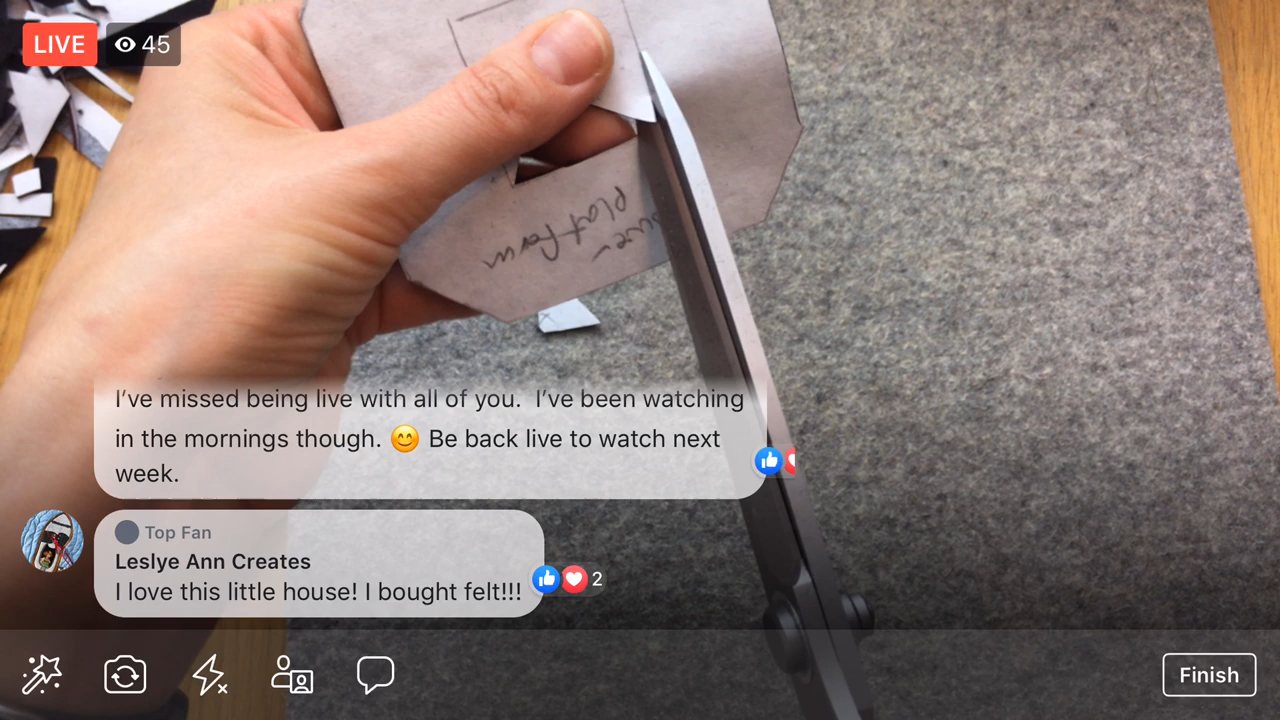 LIVE
45
platform
I've missed being live with all of you. I've been watching
in the mornings though. 😊 Be back live to watch next
week.
Top Fan
Leslye Ann Creates
I love this little house! I bought felt!!!
2
Finish